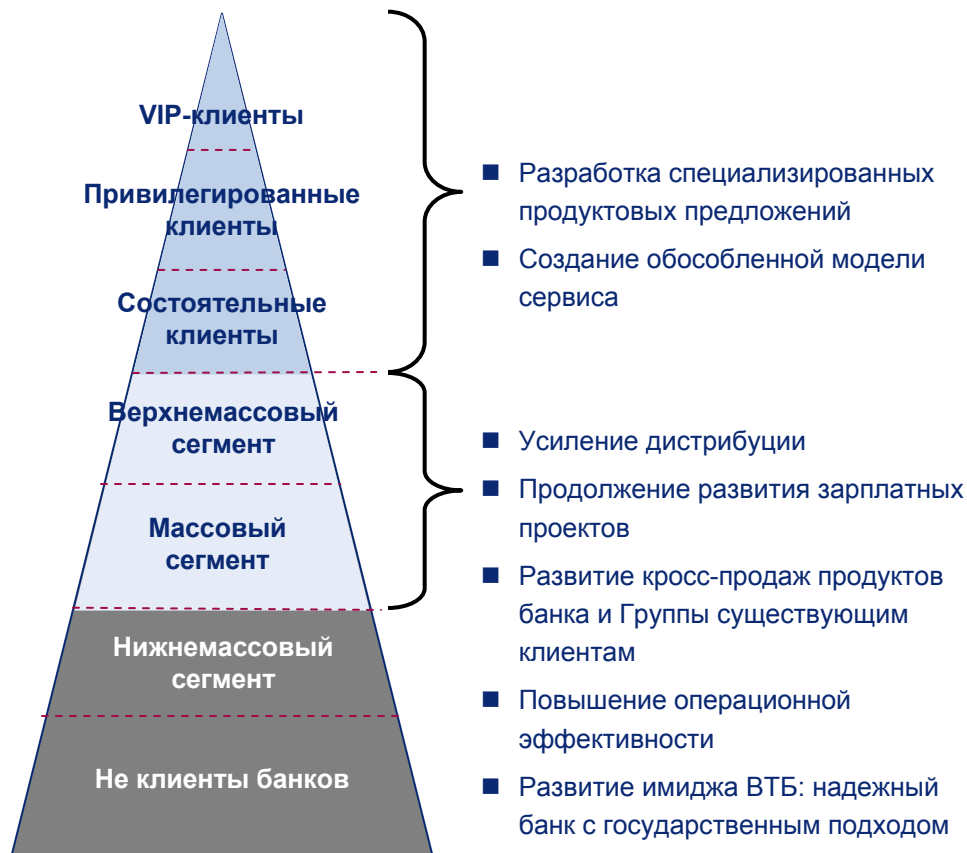 VIP-клиенты
Привилегированные
клиенты
Состоятельные
клиенты
Верхнемассовый
сегмент
Массовый
сегмент
Нижнемассовый
сегмент
Не клиенты банков
Разработка специализированных
продуктовых предложений
Создание обособленной модели
сервиса
Усиление дистрибуции
Продолжение развития зарплатных
проектов
Развитие кросс-продаж продуктов
банка и Группы существующим
клиентам
Повышение операционной
эффективности
Развитие имиджа ВТБ: надежный
банк с государственным подходом